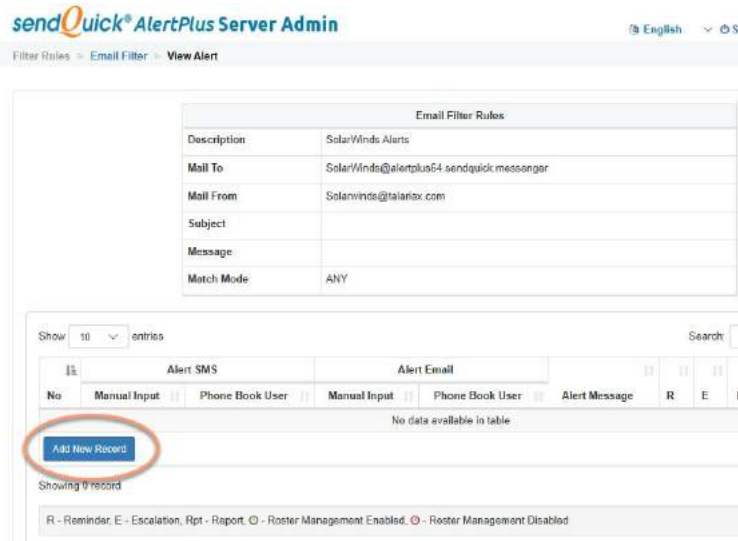 sendQuick® AlertPlus Server Admin
English
Filter Rules > Email Filter > View Alert
Email Filter Rules
Description SolarWinds Alerts
Mail To SolarWinds@alertplus64.sendquick.messenger
Mail From Solarwinds@talariax.com
Subject
Message
Match Mode ANY
Show 10 entries Search:
Alert SMS Alert Email
No Manual Input Phone Book User Manual Input Phone Book User Alert Message R E
No data available in table
Add New Record
Showing 0 record
R - Reminder, E - Escalation, Rpt - Report, - Roster Management Enabled, - Roster Management Disabled